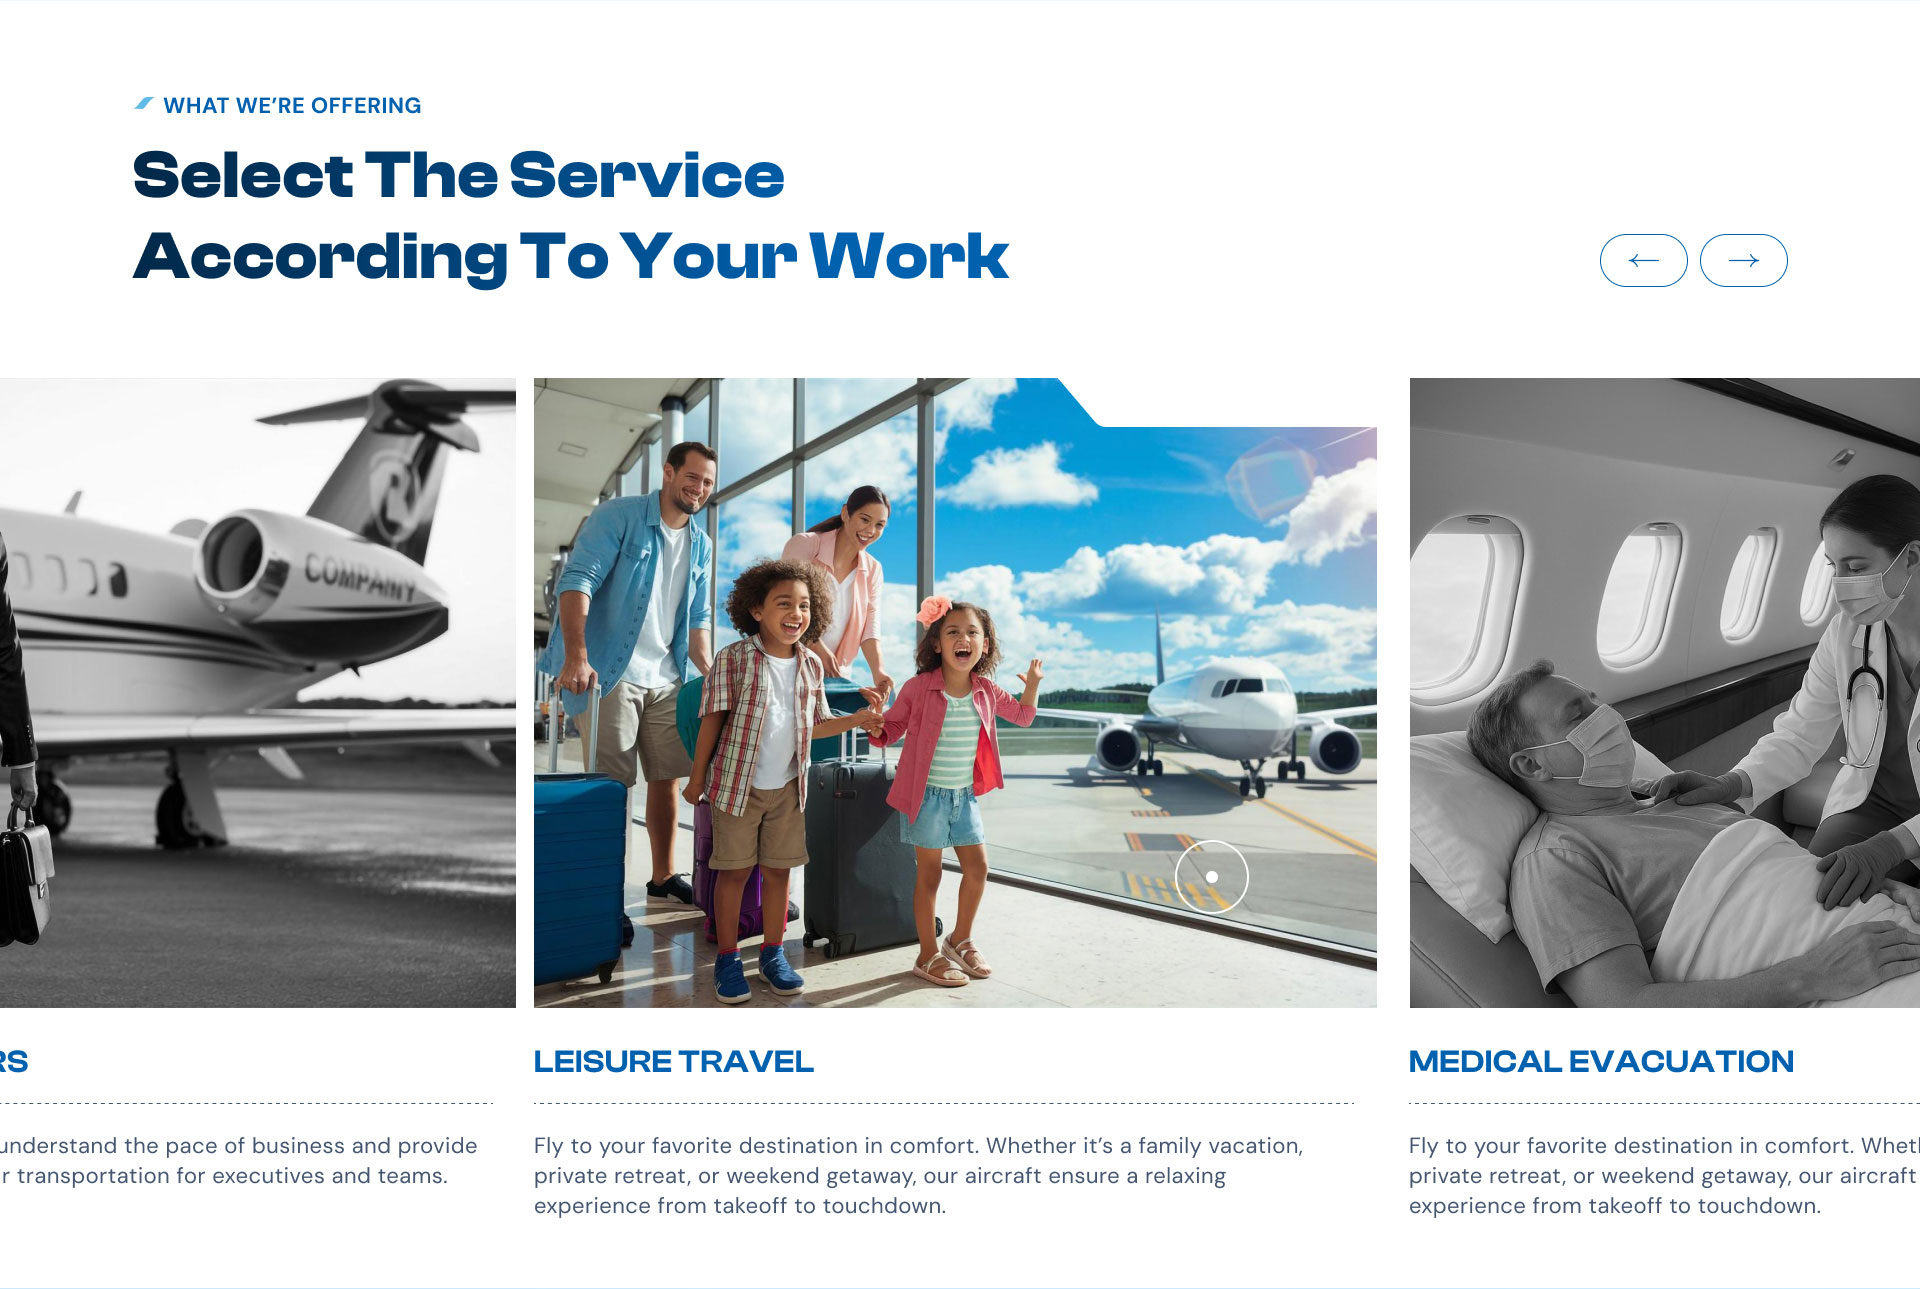 WHAT WE’RE OFFERING
Select The Service
According To Your Work
COMPAINY
RS
understand the pace of business and provide
r transportation for executives and teams.
LEISURE TRAVEL
Fly to your favorite destination in comfort. Whether it’s a family vacation,
private retreat, or weekend getaway, our aircraft ensure a relaxing
experience from takeoff to touchdown.
MEDICAL EVACUATION
Fly to your favorite destination in comfort. Wheth
private retreat, or weekend getaway, our aircraft
experience from takeoff to touchdown.